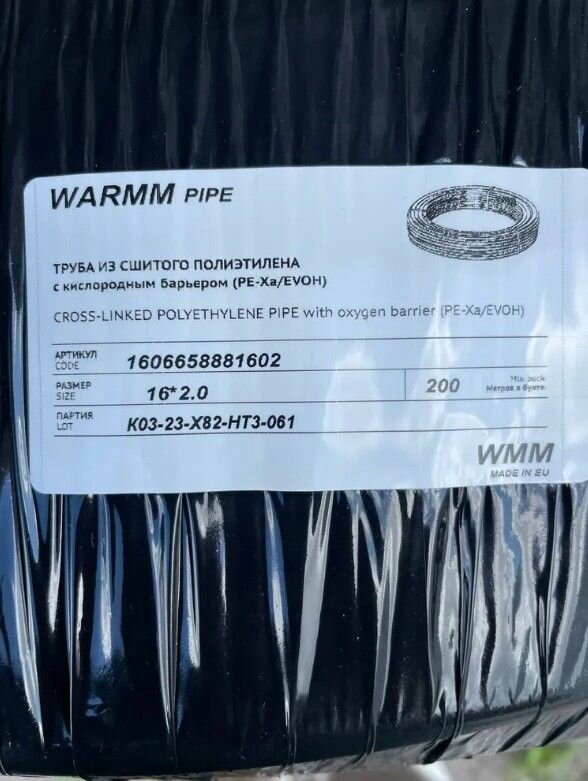 WARMM PIPE
ТРУБА ИЗ СШИТОГО ПОЛИЭТИЛЕНА
с кислородным барьером (PE-Xa/EVOH)
CROSS-LINKED POLYETHYLENE PIPE with oxygen barrier (PE-Xa/EVOH)
АРТИКУЛ
CODE
1606658881602
РАЗМЕР
SIZE
16*2.0
200
Mts. pack
Метров в бухте
ПАРТИЯ
LOT
K03-23-X82-HT3-061
WMM
MADE IN EU